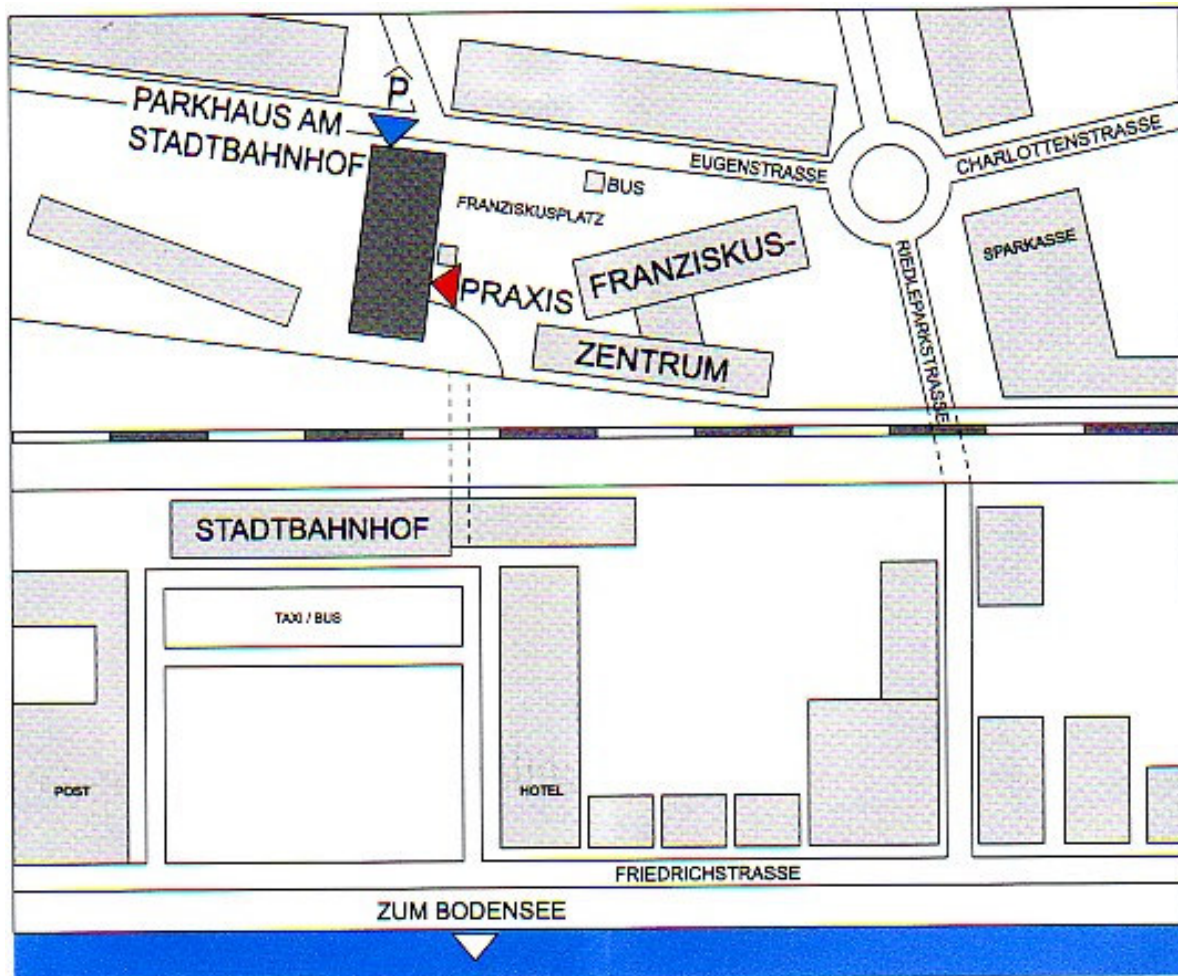 P
PARKHAUS AM
STADTBAHNHOF
EUGENSTRASSE
CHARLOTTENSTRASSE
BUS
FRANZISKUSPLATZ
FRANZISKUS-
ZENTRUM
PRAXIS
RIEDLEPARKSTRASSE
SPARKASSE
STADTBAHNHOF
TAXI / BUS
POST
HOTEL
FRIEDRICHSTRASSE
ZUM BODENSEE